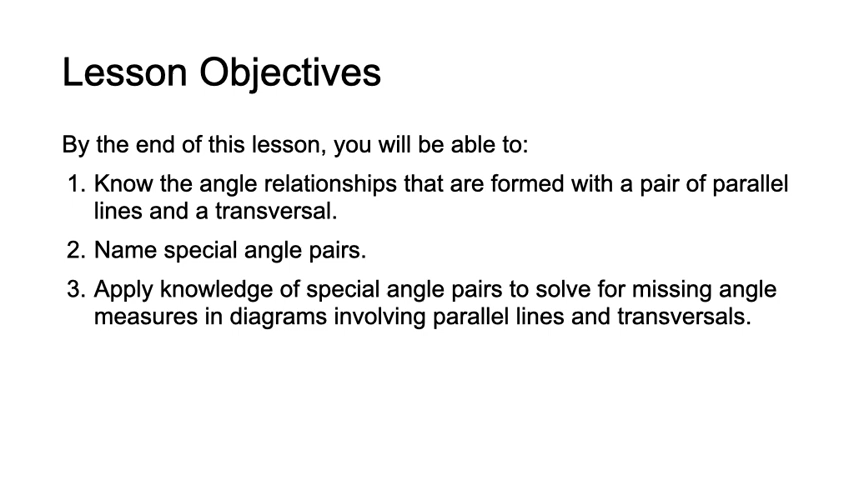 Lesson Objectives
By the end of this lesson, you will be able to:
1. Know the angle relationships that are formed with a pair of parallel
lines and a transversal.
2. Name special angle pairs.
3. Apply knowledge of special angle pairs to solve for missing angle
measures in diagrams involving parallel lines and transversals.